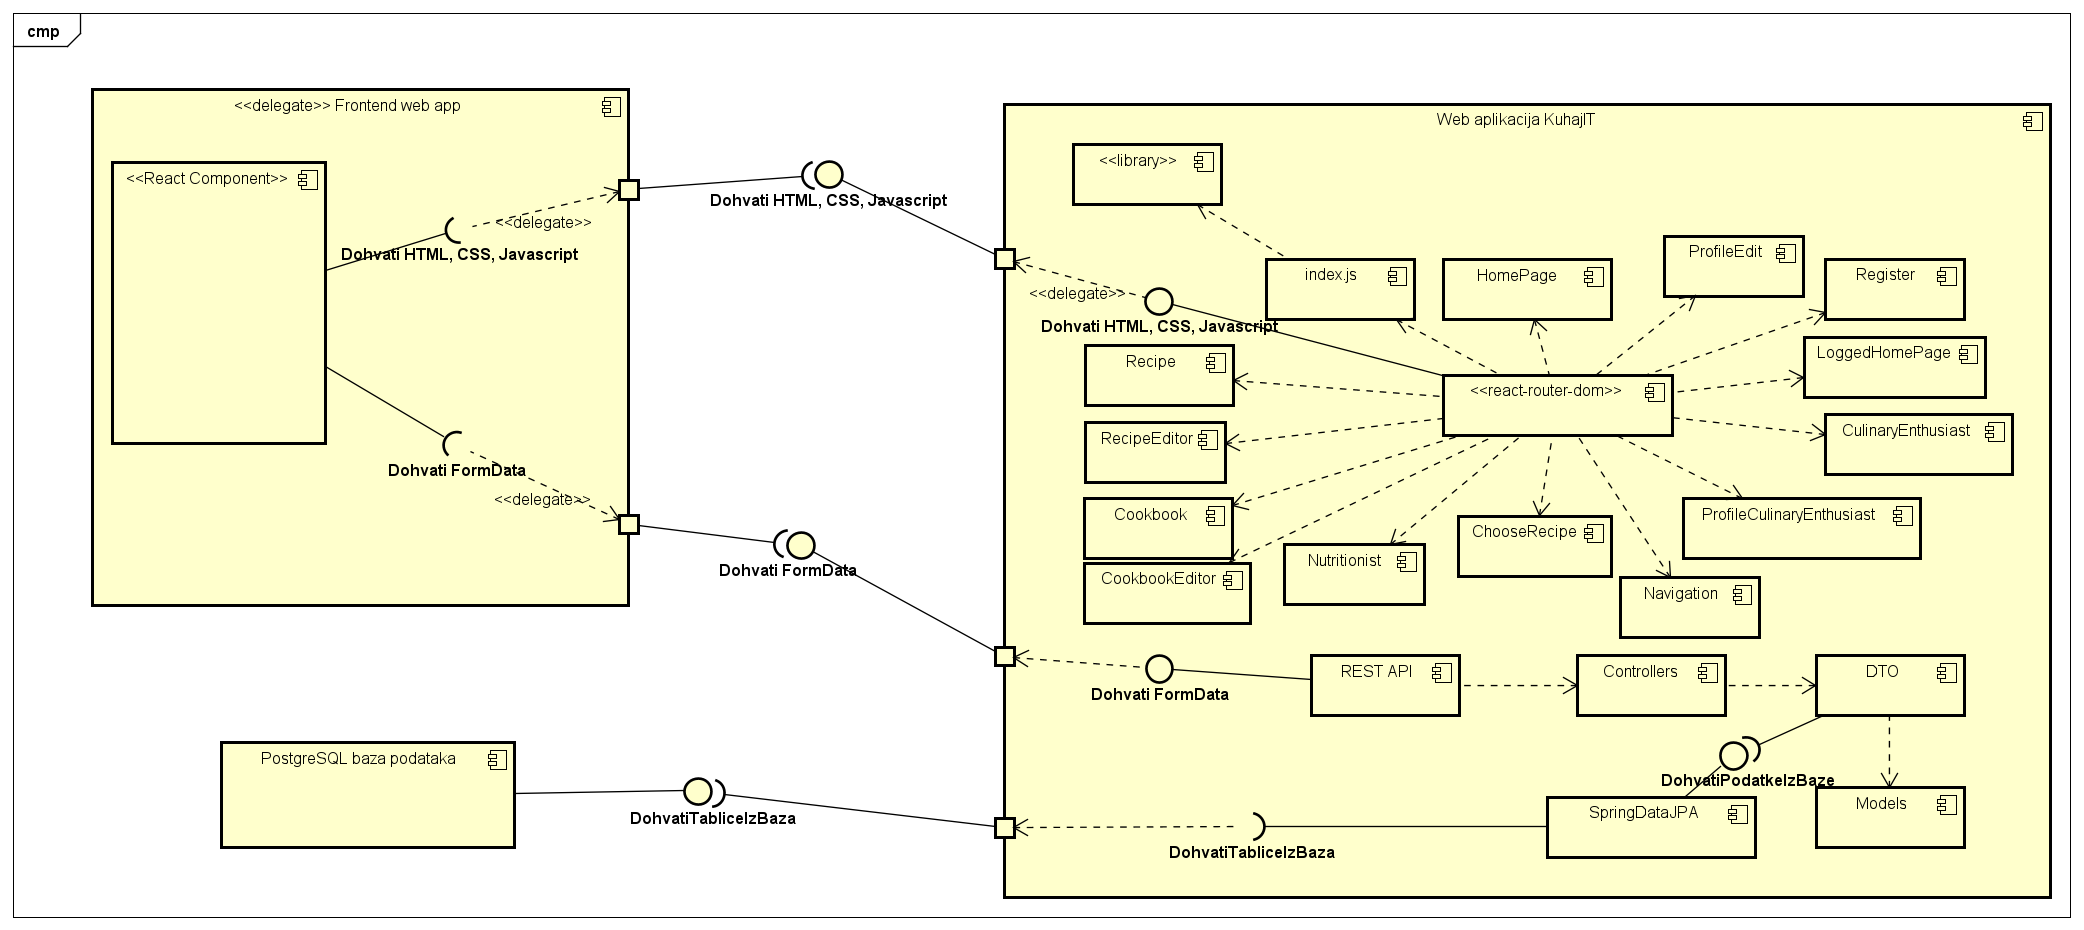 cmp
<<delegate>> Frontend web app
<<React Component>>
<<delegate>>
Dohvati HTML, CSS, Javascript
Dohvati FormData
<<delegate>>
Dohvati HTML, CSS, Javascript
Dohvati FormData
PostgreSQL baza podataka
DohvatiTabliceIzBaza
Web aplikacija KuhajIT
<<library>>
index.js
HomePage
ProfileEdit
Register
<<delegate>>
Dohvati HTML, CSS, Javascript
Recipe
LoggedHomePage
<<react-router-dom>>
RecipeEditor
CulinaryEnthusiast
Cookbook
ChooseRecipe
ProfileCulinaryEnthusiast
CookbookEditor
Nutritionist
Navigation
Dohvati FormData
REST API
Controllers
DTO
DohvatiPodatkeIzBaze
SpringDataJPA
Models
DohvatiTabliceIzBaza